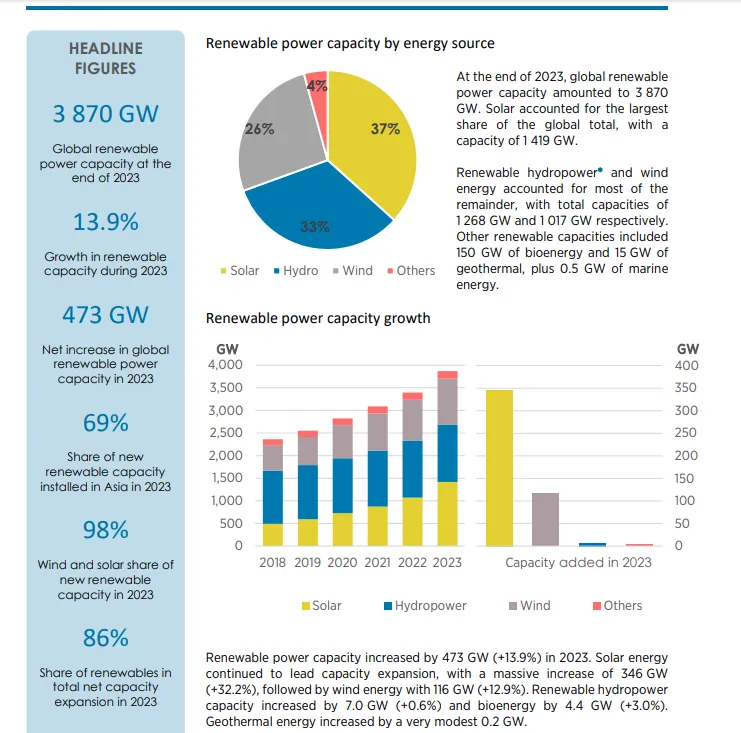 HEADLINE
FIGURES
3 870 GW
Global renewable
power capacity at the
end of 2023
13.9%
Growth in renewable
capacity during 2023
473 GW
Net increase in global
renewable power
capacity in 2023
69%
Share of new
renewable capacity
installed in Asia in 2023
98%
Wind and solar share of
new renewable
capacity in 2023
86%
Share of renewables in
total net capacity
expansion in 2023
Renewable power capacity by energy source
4%
37%
26%
33%
Solar Hydro Wind Others
At the end of 2023, global renewable
power capacity amounted to 3 870
GW. Solar accounted for the largest
share of the global total, with a
capacity of 1 419 GW.
Renewable hydropower• and wind
energy accounted for most of the
remainder, with total capacities of
1 268 GW and 1 017 GW respectively.
Other renewable capacities included
150 GW of bioenergy and 15 GW of
geothermal, plus 0.5 GW of marine
energy.
Renewable power capacity growth
GW GW
4,000 400
3,500 350
3,000 300
2,500 250
2,000 200
1,500 150
1,000 100
500 50
0 0
2018 2019 2020 2021 2022 2023 Capacity added in 2023
Solar Hydropower Wind Others
Renewable power capacity increased by 473 GW (+13.9%) in 2023. Solar energy
continued to lead capacity expansion, with a massive increase of 346 GW
(+32.2%), followed by wind energy with 116 GW (+12.9%). Renewable hydropower
capacity increased by 7.0 GW (+0.6%) and bioenergy by 4.4 GW (+3.0%).
Geothermal energy increased by a very modest 0.2 GW.